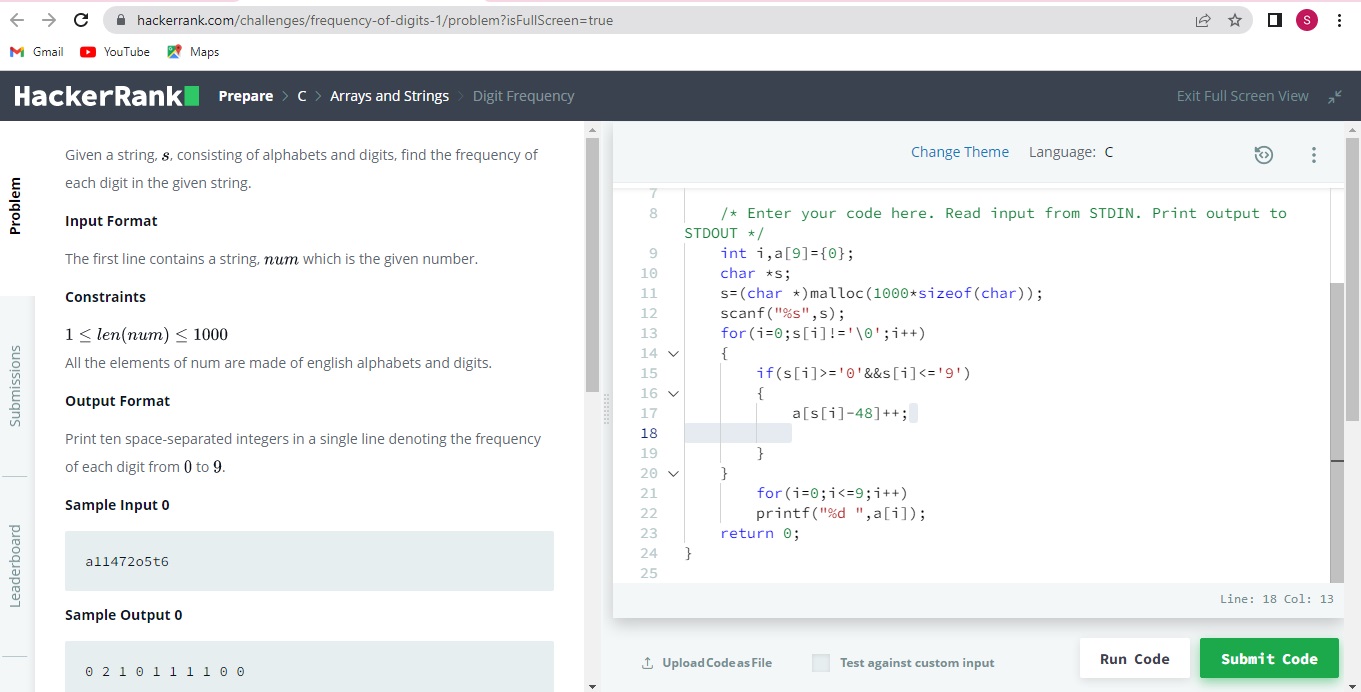 hackerrank.com/challenges/frequency-of-digits-1/problem?isFullScreen=true
S
Gmail YouTube Maps
HackerRank Prepare > C > Arrays and Strings > Digit Frequency Exit Full Screen View
Problem
Submissions
Leaderboard
Given a string, s, consisting of alphabets and digits, find the frequency of
each digit in the given string.
Input Format
The first line contains a string, num which is the given number.
Constraints
1 ≤ len(num) ≤ 1000
All the elements of num are made of english alphabets and digits.
Output Format
Print ten space-separated integers in a single line denoting the frequency
of each digit from 0 to 9.
Sample Input 0
a11472o5t6
Sample Output 0
0 2 1 0 1 1 1 1 0 0
Change Theme Language: C
7
8 /* Enter your code here. Read input from STDIN. Print output to
STDOUT */
9 int i,a[9]={0};
10 char *s;
11 s=(char *)malloc(1000*sizeof(char));
12 scanf("%s",s);
13 for(i=0;s[i]!='\0';i++)
14 {
15 if(s[i]>='0'&&s[i]<='9')
16 {
17 a[s[i]-48]++;
18
19 }
20 }
21 for(i=0;i<=9;i++)
22 printf("%d ",a[i]);
23 return 0;
24 }
25
Line: 18 Col: 13
Upload Code as File Test against custom input Run Code Submit Code